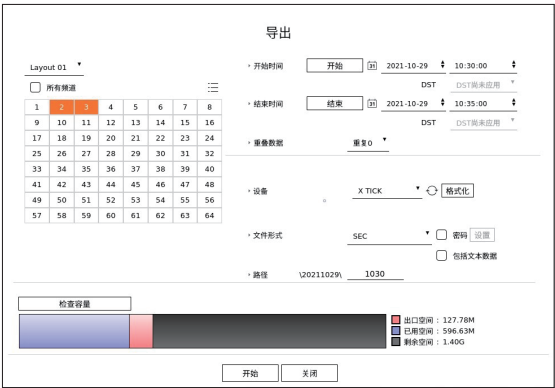 导出
Layout 01
所有频道
1 2 3 4 5 6 7 8
9 10 11 12 13 14 15 16
17 18 19 20 21 22 23 24
25 26 27 28 29 30 31 32
33 34 35 36 37 38 39 40
41 42 43 44 45 46 47 48
49 50 51 52 53 54 55 56
57 58 59 60 61 62 63 64
开始时间 开始 31 2021-10-29 10:30:00
DST DST尚未应用
结束时间 结束 31 2021-10-29 10:35:00
DST DST尚未应用
重叠数据 重复0
设备 X TICK 格式化
文件形式 SEC 密码 设置
包括文本数据
路径 \20211029\ 1030
检查容量
出口空间 : 127.78M
已用空间 : 596.63M
剩余空间 : 1.40G
开始 关闭